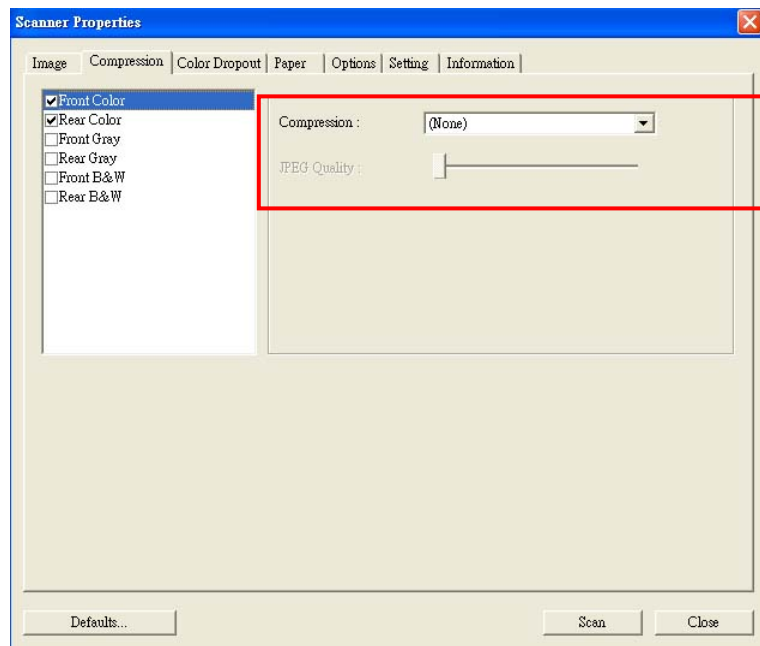 Scanner Properties
Image Compression Color Dropout Paper Options Setting Information
Front Color
Rear Color
Front Gray
Rear Gray
Front B&W
Rear B&W
Compression : (None)
JPEG Quality :
Defaults... Scan Close